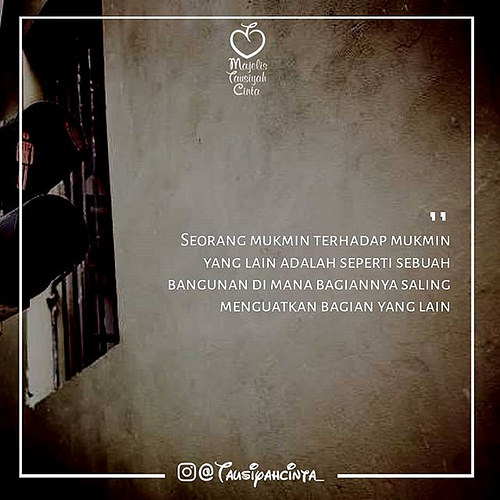 Majelis
Tausiyah
Cinta
"
Seorang mukmin terhadap mukmin
yang lain adalah seperti sebuah
bangunan di mana bagiannya saling
menguatkan bagian yang lain
@Tausiyahcinta_